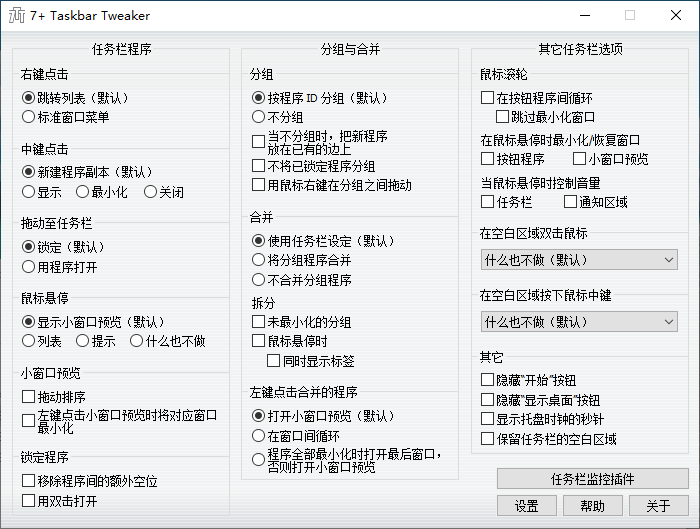 7+ Taskbar Tweaker
任务栏程序
右键点击
跳转列表（默认）
标准窗口菜单
中键点击
新建程序副本（默认）
显示 最小化 关闭
拖动至任务栏
锁定（默认）
用程序打开
鼠标悬停
显示小窗口预览（默认）
列表 提示 什么也不做
小窗口预览
拖动排序
左键点击小窗口预览时将对应窗口
最小化
锁定程序
移除程序间的额外空位
用双击打开
分组与合并
分组
按程序 ID 分组（默认）
不分组
当不分组时，把新程序
放在已有的边上
不将已锁定程序分组
用鼠标右键在分组之间拖动
合并
使用任务栏设定（默认）
将分组程序合并
不合并分组程序
拆分
未最小化的分组
鼠标悬停时
同时显示标签
左键点击合并的程序
打开小窗口预览（默认）
在窗口间循环
程序全部最小化时打开最后窗口，
否则打开小窗口预览
其它任务栏选项
鼠标滚轮
在按钮程序间循环
跳过最小化窗口
在鼠标悬停时最小化/恢复窗口
按钮程序 小窗口预览
当鼠标悬停时控制音量
任务栏 通知区域
在空白区域双击鼠标
什么也不做（默认）
在空白区域按下鼠标中键
什么也不做（默认）
其它
隐藏"开始"按钮
隐藏"显示桌面"按钮
显示托盘时钟的秒针
保留任务栏的空白区域
任务栏监控插件
设置 帮助 关于